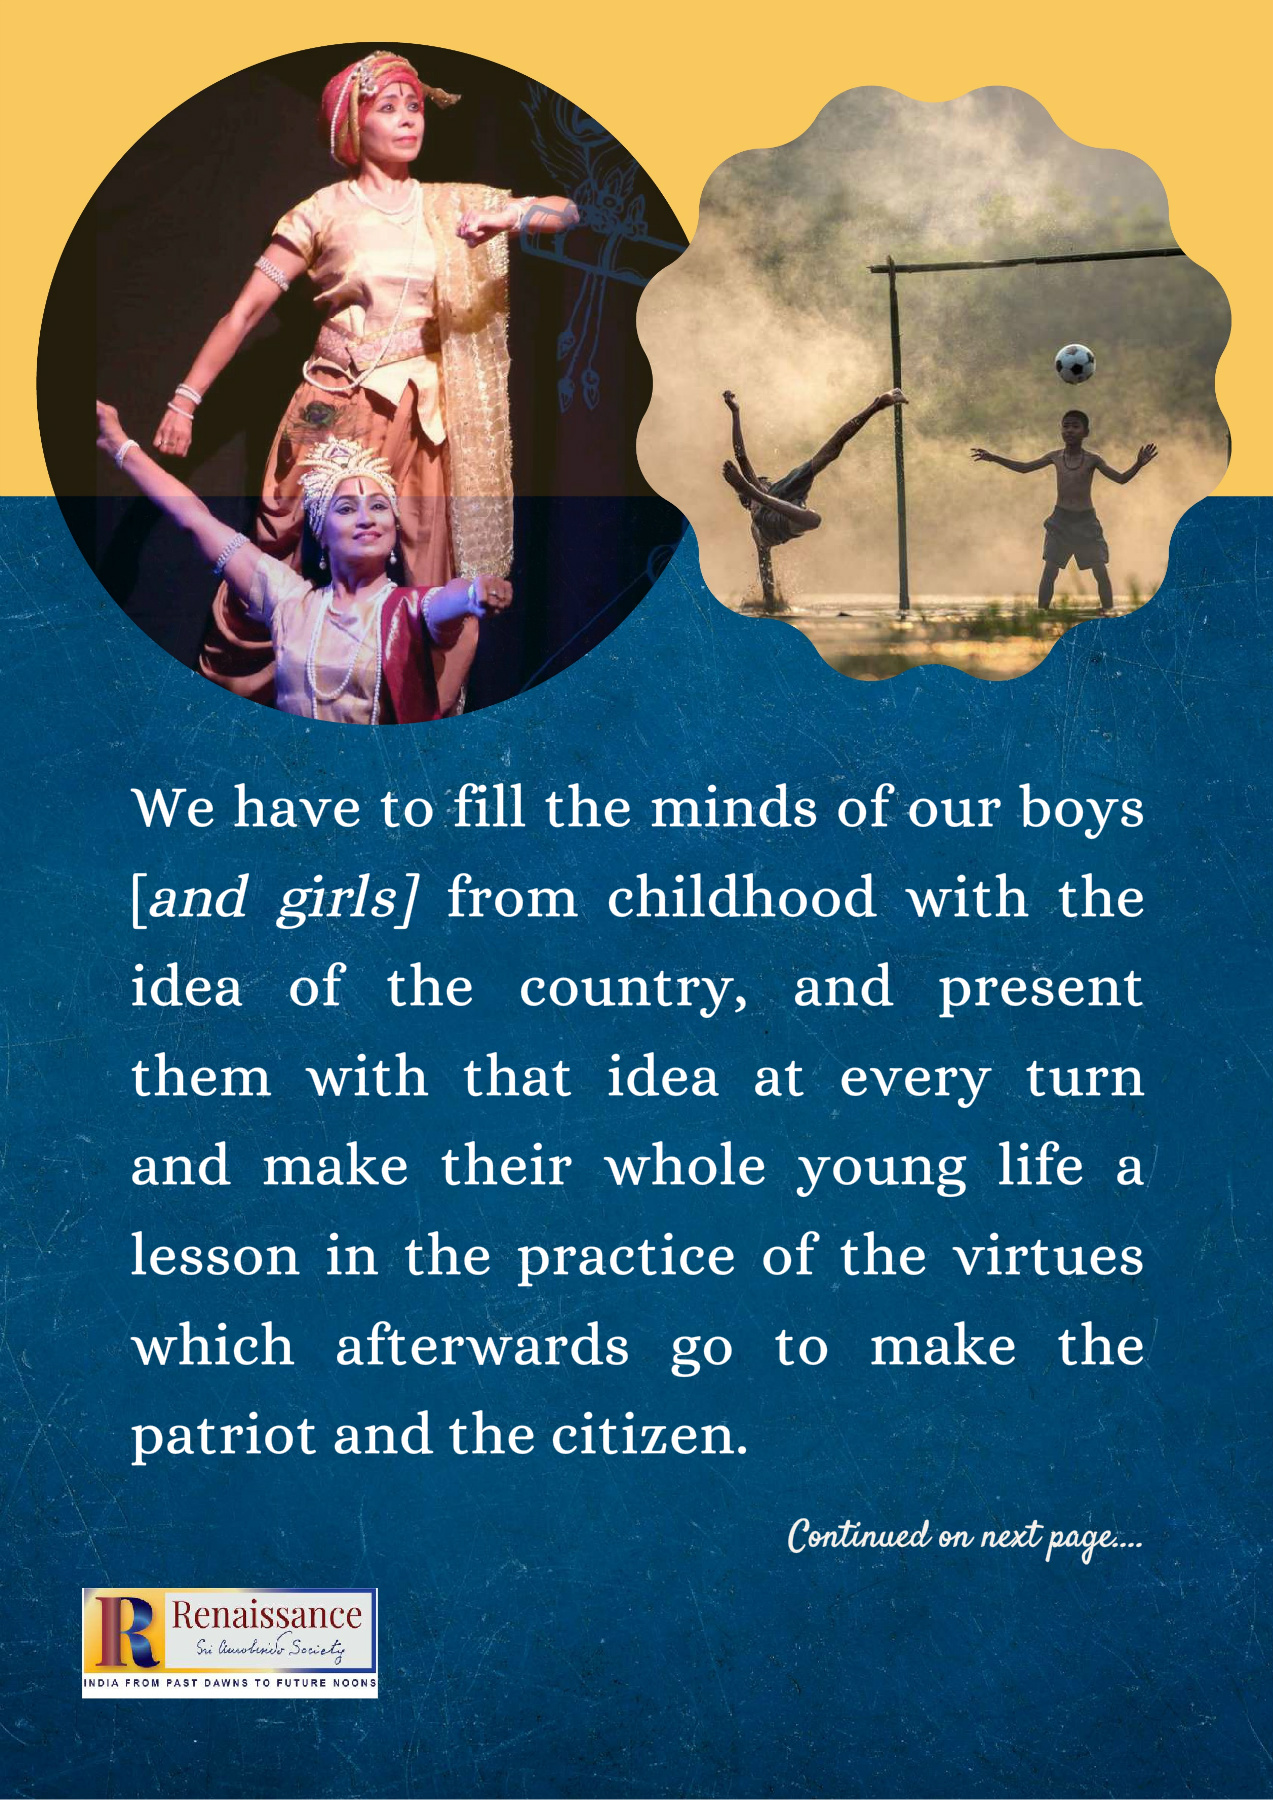 We have to fill the minds of our boys
[and girls] from childhood with the
idea of the country, and present
them with that idea at every turn
and make their whole young life a
lesson in the practice of the virtues
which afterwards go to make the
patriot and the citizen.
Continued on next page....
R
Renaissance
Sri Aurobindo Society
INDIA FROM PAST DAWNS TO FUTURE NOONS